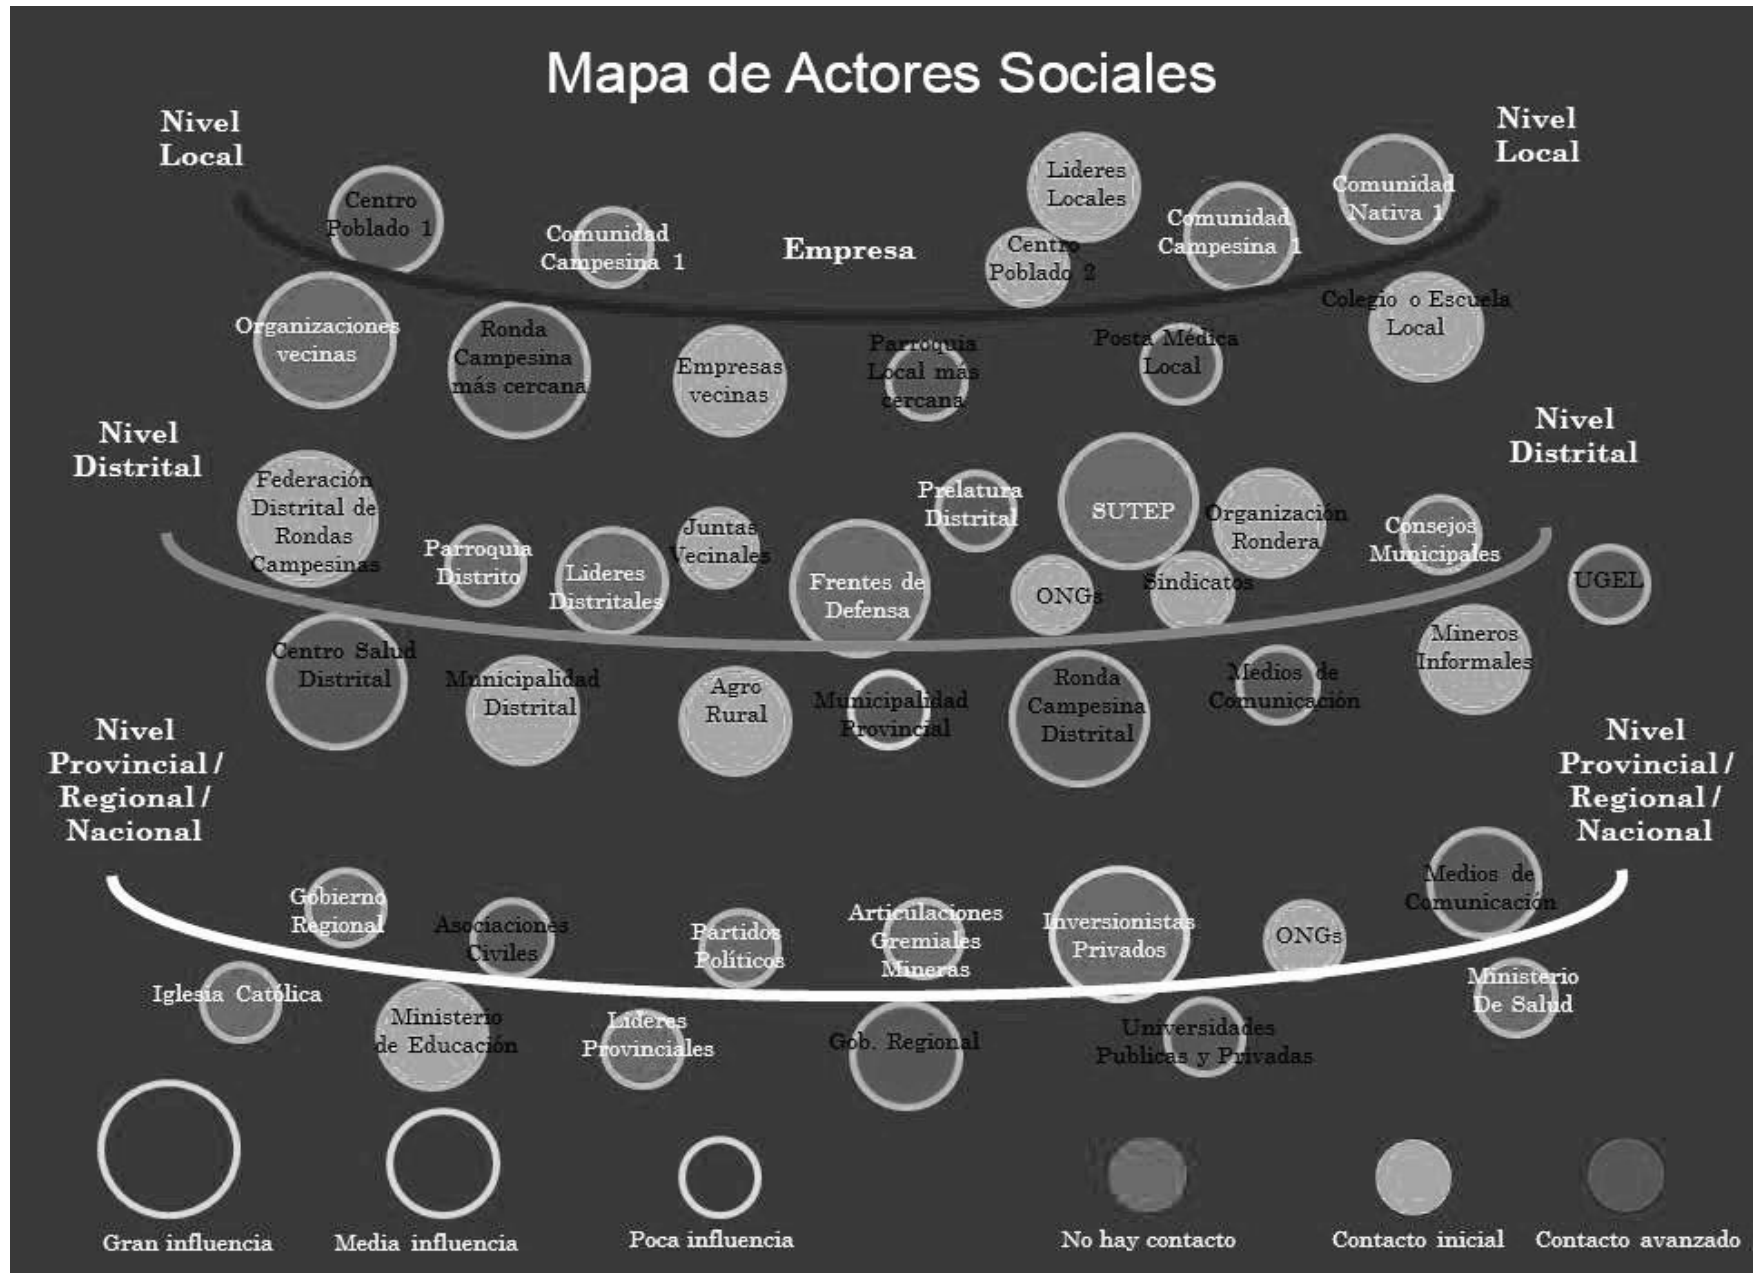 Mapa de Actores Sociales
Nivel
Local
Nivel
Local
Centro
Poblado 1
Comunidad
Campesina 1
Empresa
Lideres
Locales
Centro
Poblado 2
Comunidad
Campesina 1
Comunidad
Nativa 1
Organizaciones
vecinas
Ronda
Campesina
más cercana
Empresas
vecinas
Parroquia
Local más
cercana
Posta Médica
Local
Colegio o Escuela
Local
Nivel
Distrital
Nivel
Distrital
Federación
Distrital de
Rondas
Campesinas
Parroquia
Distrito
Lideres
Distritales
Juntas
Vecinales
Frentes de
Defensa
Prelatura
Distrital
SUTEP
ONGs
Sindicatos
Organización
Rondera
Consejos
Municipales
UGEL
Centro Salud
Distrital
Municipalidad
Distrital
Agro
Rural
Municipalidad
Provincial
Ronda
Campesina
Distrital
Medios de
Comunicación
Mineros
Informales
Nivel
Provincial/
Regional/
Nacional
Nivel
Provincial/
Regional/
Nacional
Gobierno
Regional
Asociaciones
Civiles
Partidos
Políticos
Articulaciones
Gremiales
Mineras
Inversionistas
Privados
ONGs
Medios de
Comunicación
Iglesia Católica
Ministerio
de Educación
Lideres
Provinciales
Gob. Regional
Universidades
Publicas y Privadas
Ministerio
De Salud
Gran influencia
Media influencia
Poca influencia
No hay contacto
Contacto inicial
Contacto avanzado